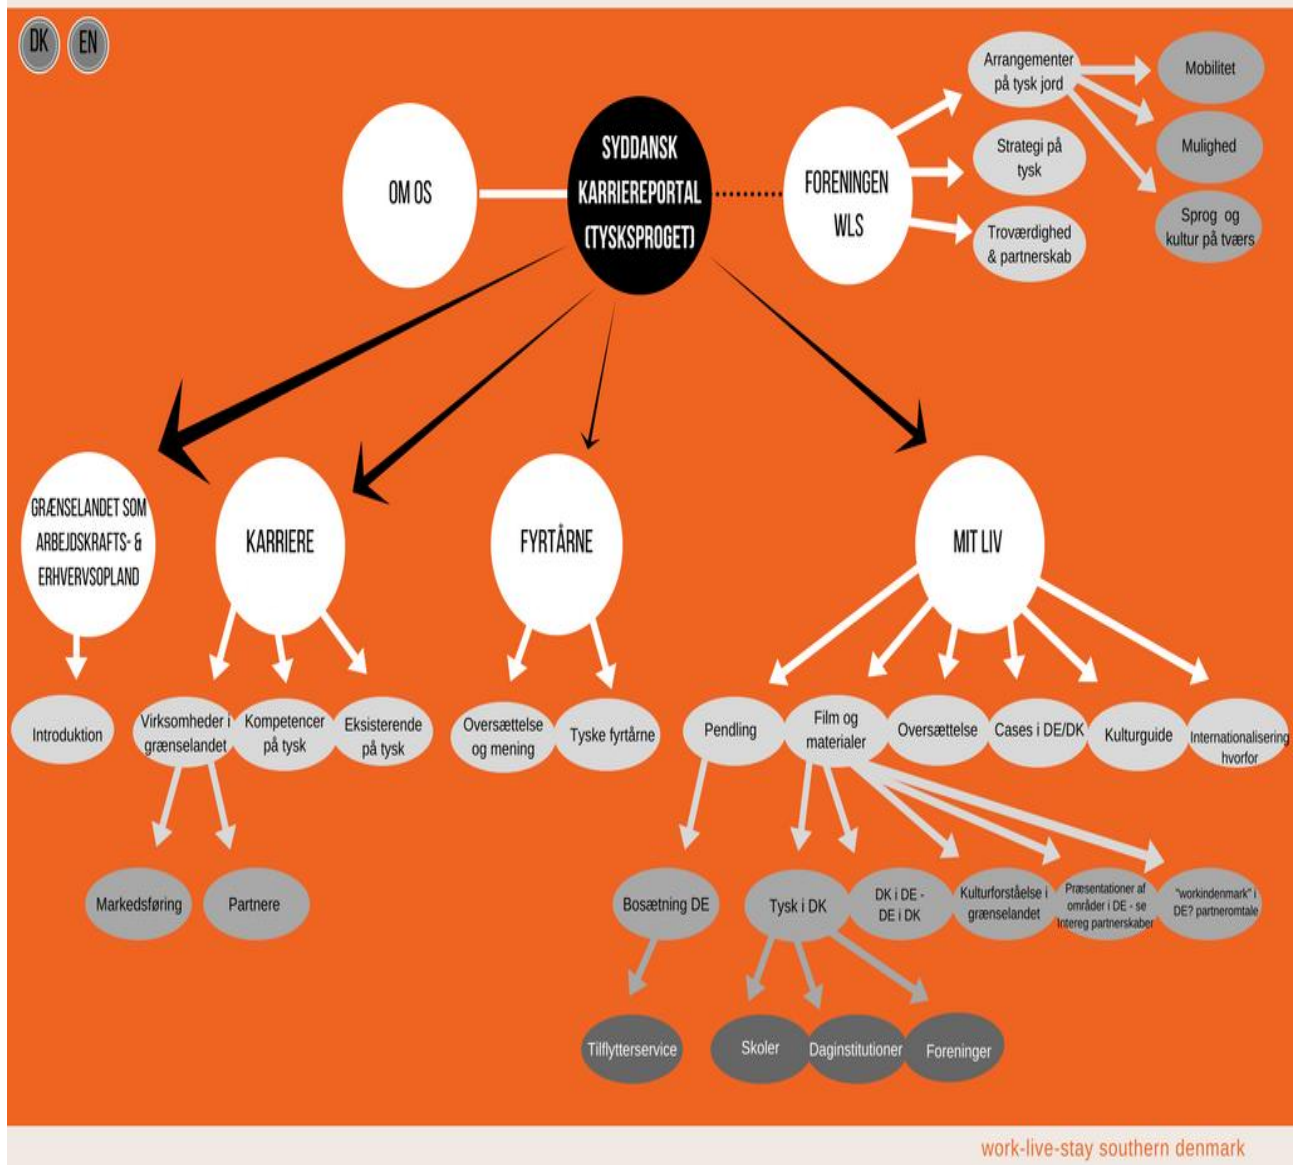 DK
EN
OM OS
SYDDANSK
KARRIEREPORTAL
(TYSKSPROGET)
FORENINGEN
WLS
Arrangementer
på tysk jord
Strategi på
tysk
Troværdighed
& partnerskab
Mobilitet
Mulighed
Sprog og
kultur på tværs
GRÆNSELANDET SOM
ARBEJDSKRAFTS- &
ERHVERVSOPLAND
KARRIERE
FYRTÅRNE
MIT LIV
Introduktion
Virksomheder i
grænselandet
Kompetencer
på tysk
Eksisterende
på tysk
Oversættelse
og mening
Tyske fyrtårne
Pendling
Film og
materialer
Oversættelse
Cases i DE/DK
Kulturguide
Internationalisering
hvorfor
Markedsføring
Partnere
Bosætning DE
Tysk i DK
DK i DE -
DE i DK
Kulturforståelse i
grænselandet
Præsentationer af
områder i DE - se
Intereg partnerskaber
"workindenmark" i
DE? partneromtale
Tilflytterservice
Skoler
Daginstitutioner
Foreninger
work-live-stay southern denmark